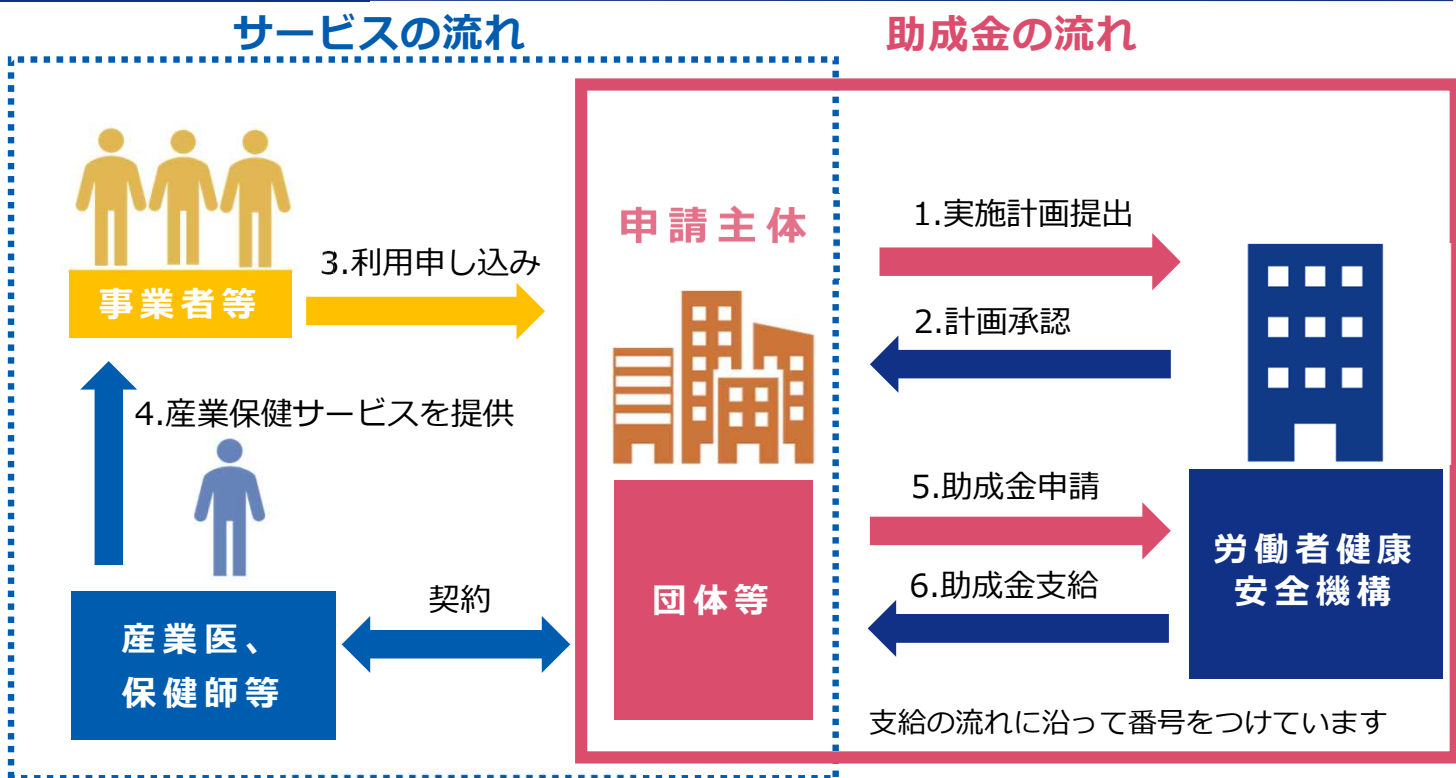 サービスの流れ
助成金の流れ
申請主体
1.実施計画提出
3.利用申し込み
事業者等
2.計画承認
4.産業保健サービスを提供
5.助成金申請
労働者健康
安全機構
契約
団体等
6.助成金支給
産業医、
保健師等
支給の流れに沿って番号をつけています